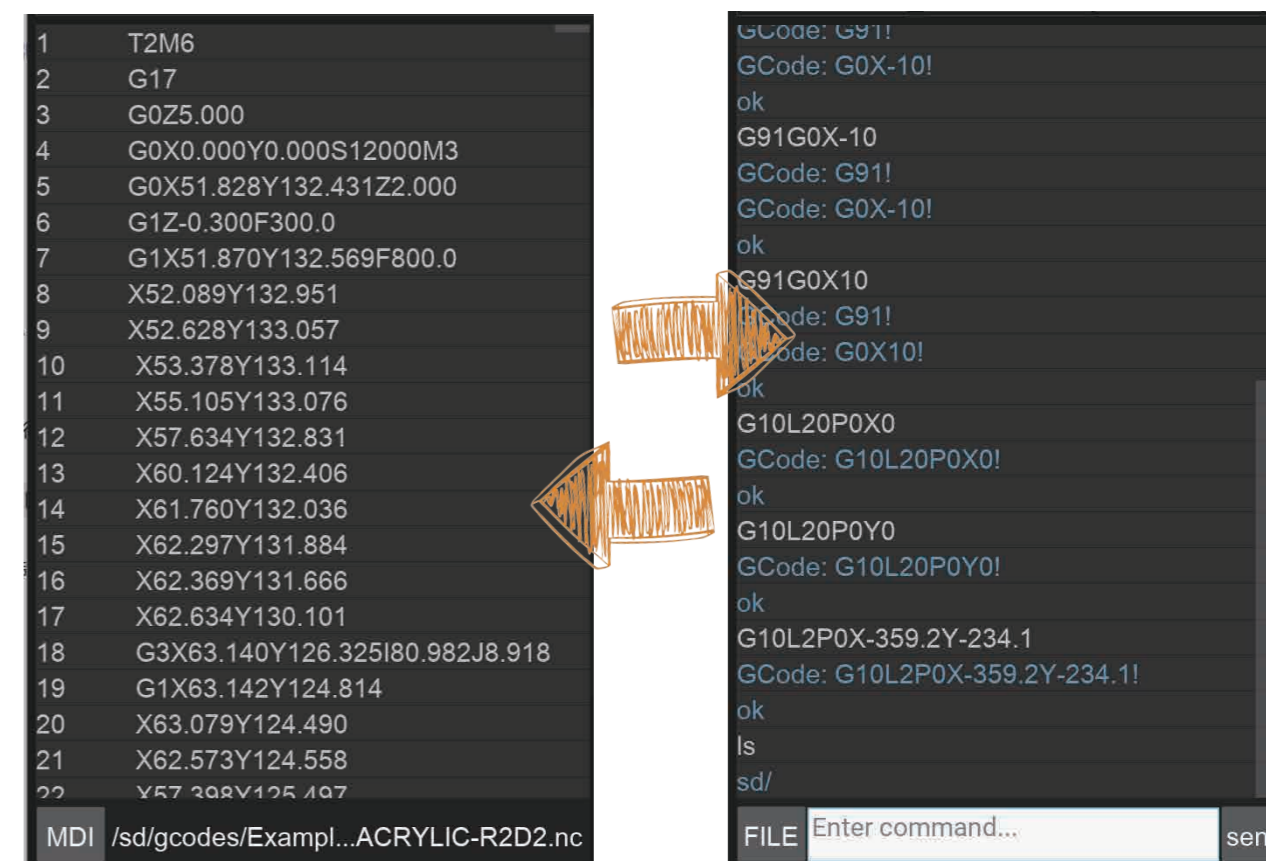 1 T2M6
2 G17
3 G0Z5.000
4 G0X0.000Y0.000S12000M3
5 G0X51.828Y132.431Z2.000
6 G1Z-0.300F300.0
7 G1X51.870Y132.569F800.0
8 X52.089Y132.951
9 X52.628Y133.057
10 X53.378Y133.114
11 X55.105Y133.076
12 X57.634Y132.831
13 X60.124Y132.406
14 X61.760Y132.036
15 X62.297Y131.884
16 X62.369Y131.666
17 X62.634Y130.101
18 G3X63.140Y126.325I80.982J8.918
19 G1X63.142Y124.814
20 X63.079Y124.490
21 X62.573Y124.558
22 X57.398Y125.497
MDI /sd/gcodes/Exampl...ACRYLIC-R2D2.nc
GCode: G91!
GCode: G0X-10!
ok
G91G0X-10
GCode: G91!
GCode: G0X-10!
ok
G91G0X10
GCode: G91!
GCode: G0X10!
ok
G10L20P0X0
GCode: G10L20P0X0!
ok
G10L20P0Y0
GCode: G10L20P0Y0!
ok
G10L2P0X-359.2Y-234.1
GCode: G10L2P0X-359.2Y-234.1!
ok
ls
sd/
FILE Enter command... sen